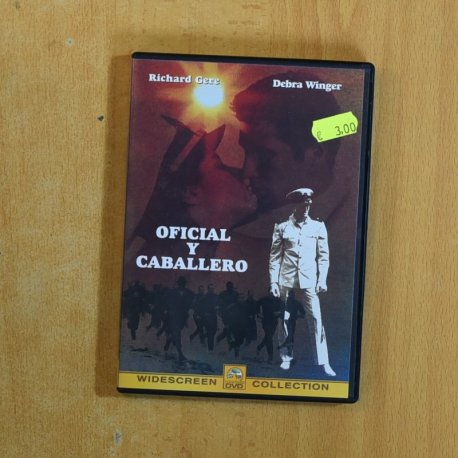 Richard Gere Debra Winger
€ 3.00
OFICIAL
Y
CABALLERO
WIDESCREEN DVD COLLECTION